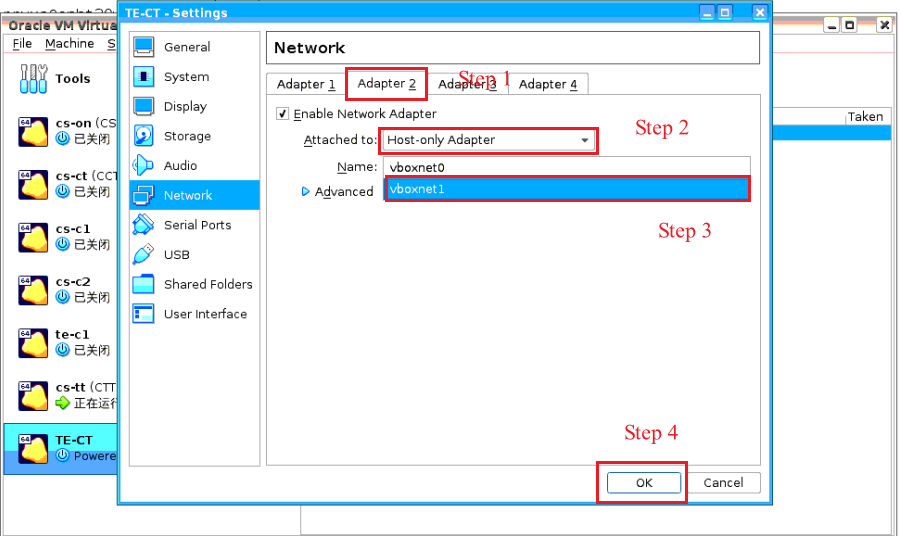 TE-CT - Settings
Oracle VM Virtu
File Machine S
Tools
cs-on (CS
已关闭
cs-ct (CCT
已关闭
cs-c1
已关闭
cs-c2
已关闭
te-c1
已关闭
cs-tt (CTT
正在运行
TE-CT
Powere
General
System
Display
Storage
Audio
Network
Serial Ports
USB
Shared Folders
User Interface
Network
Adapter 1 Adapter 2 Adapter 3 Adapter 4
Step 1
Enable Network Adapter
Attached to: Host-only Adapter
Step 2
Name: vboxnet0
vboxnet1
Advanced
Step 3
Step 4
OK Cancel
Taken